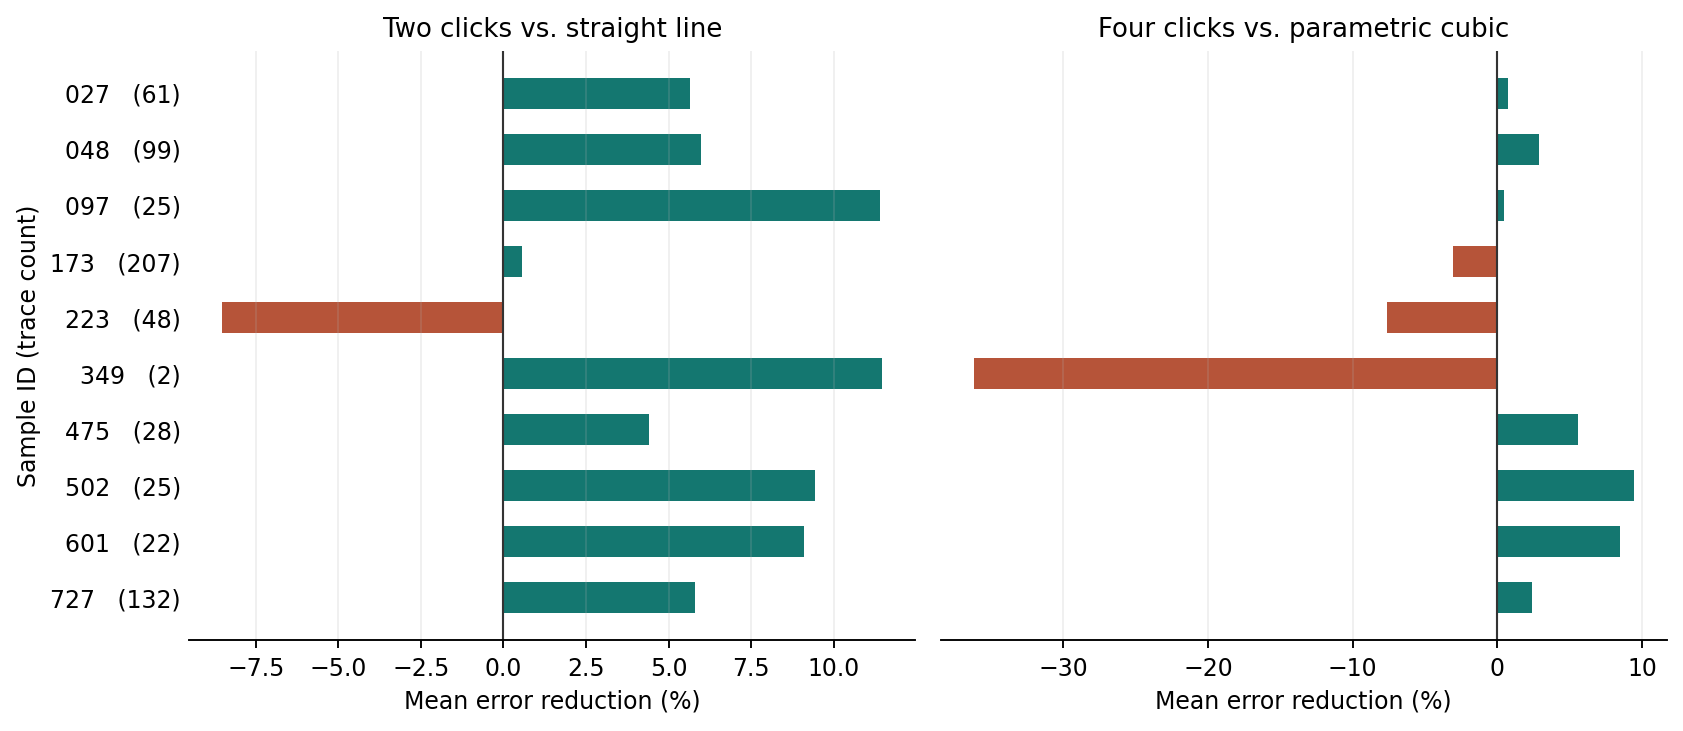 Two clicks vs. straight line
Four clicks vs. parametric cubic
Sample ID (trace count)
027 (61)
048 (99)
097 (25)
173 (207)
223 (48)
349 (2)
475 (28)
502 (25)
601 (22)
727 (132)
−7.5 −5.0 −2.5 0.0 2.5 5.0 7.5 10.0
Mean error reduction (%)
−30 −20 −10 0 10
Mean error reduction (%)